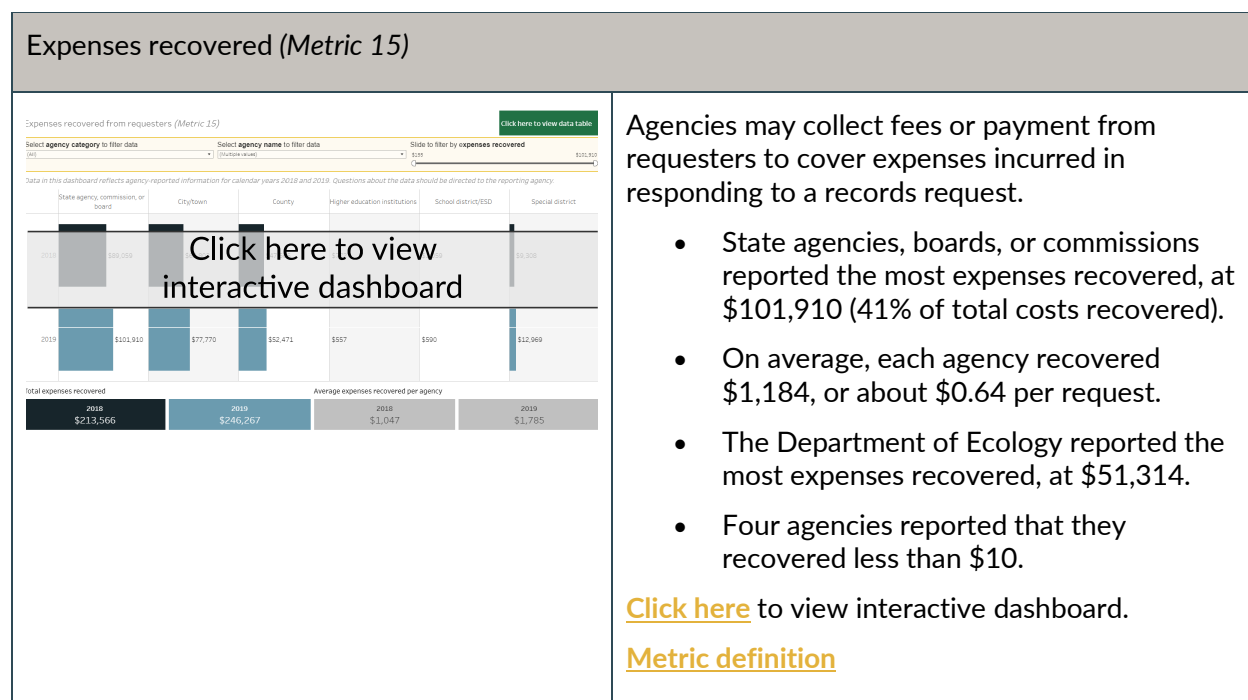 Expenses recovered (Metric 15)
Expenses recovered from requesters (Metric 15)
Click here to view data table
Select agency category to filter data
Select agency name to filter data
Slide to filter by expenses recovered
(All)
(Multiple values)
$155
$101,910
Data in this dashboard reflects agency-reported information for calendar years 2018 and 2019. Questions about the data should be directed to the reporting agency
State agency, commission, or
board
City/town
County
Higher education institutions
School district/ESD
Special district
2018
Click here to view
interactive dashboard
2019
$101,910
$77,770
$52,471
$557
$590
$12,969
Total expenses recovered
Average expenses recovered per agency
2018
$213,566
2019
$246,267
2018
$1,047
2019
$1,785
Agencies may collect fees or payment from
requesters to cover expenses incurred in
responding to a records request.
• State agencies, boards, or commissions
reported the most expenses recovered, at
$101,910 (41% of total costs recovered).
• On average, each agency recovered
$1,184, or about $0.64 per request.
• The Department of Ecology reported the
most expenses recovered, at $51,314.
• Four agencies reported that they
recovered less than $10.
Click here to view interactive dashboard.
Metric definition